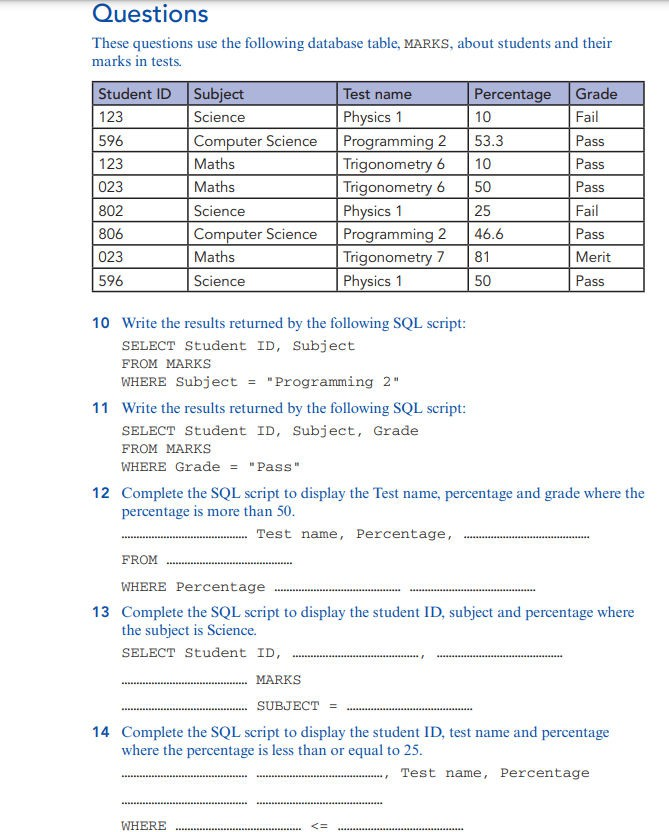 Questions
These questions use the following database table, MARKS, about students and their
marks in tests.
Student ID Subject Test name Percentage Grade
123 Science Physics 1 10 Fail
596 Computer Science Programming 2 53.3 Pass
123 Maths Trigonometry 6 10 Pass
023 Maths Trigonometry 6 50 Pass
802 Science Physics 1 25 Fail
806 Computer Science Programming 2 46.6 Pass
023 Maths Trigonometry 7 81 Merit
596 Science Physics 1 50 Pass
10 Write the results returned by the following SQL script:
SELECT Student ID, Subject
FROM MARKS
WHERE Subject = "Programming 2"
11 Write the results returned by the following SQL script:
SELECT Student ID, Subject, Grade
FROM MARKS
WHERE Grade = "Pass"
12 Complete the SQL script to display the Test name, percentage and grade where the
percentage is more than 50.
.................... Test name, Percentage, ....................
FROM ....................
WHERE Percentage .................... ....................
13 Complete the SQL script to display the student ID, subject and percentage where
the subject is Science.
SELECT Student ID, ...................., ....................
.................... MARKS
.................... SUBJECT = ....................
14 Complete the SQL script to display the student ID, test name and percentage
where the percentage is less than or equal to 25.
.................... ...................., Test name, Percentage
.................... ....................
WHERE .................... <= ....................